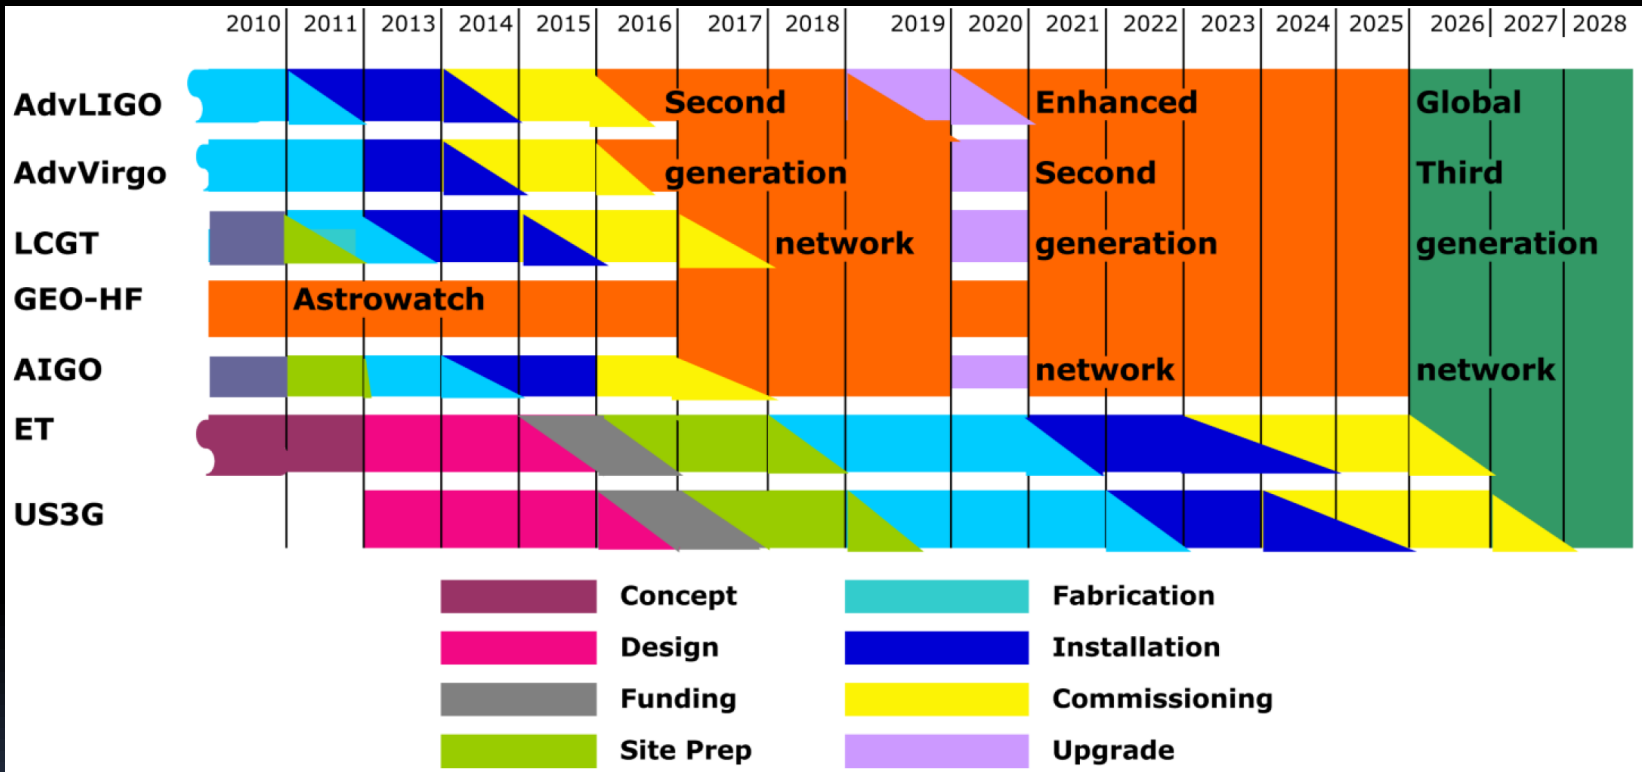 2010 2011 2013 2014 2015 2016 2017 2018 2019 2020 2021 2022 2023 2024 2025 2026 2027 2028
AdvLIGO Second Enhanced Global
AdvVirgo generation Second Third
LCGT network generation generation
GEO-HF Astrowatch
AIGO network network
ET
US3G
Concept Fabrication
Design Installation
Funding Commissioning
Site Prep Upgrade